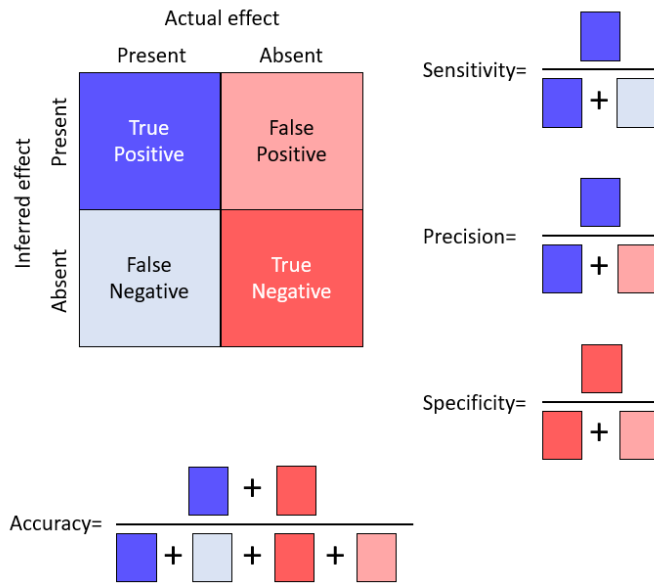 Actual effect
Present
Absent
Sensitivity=
+
Inferred effect
Present
True
Positive
False
Positive
Precision=
+
Absent
False
Negative
True
Negative
Specificity=
+
+
Accuracy=
+ + +